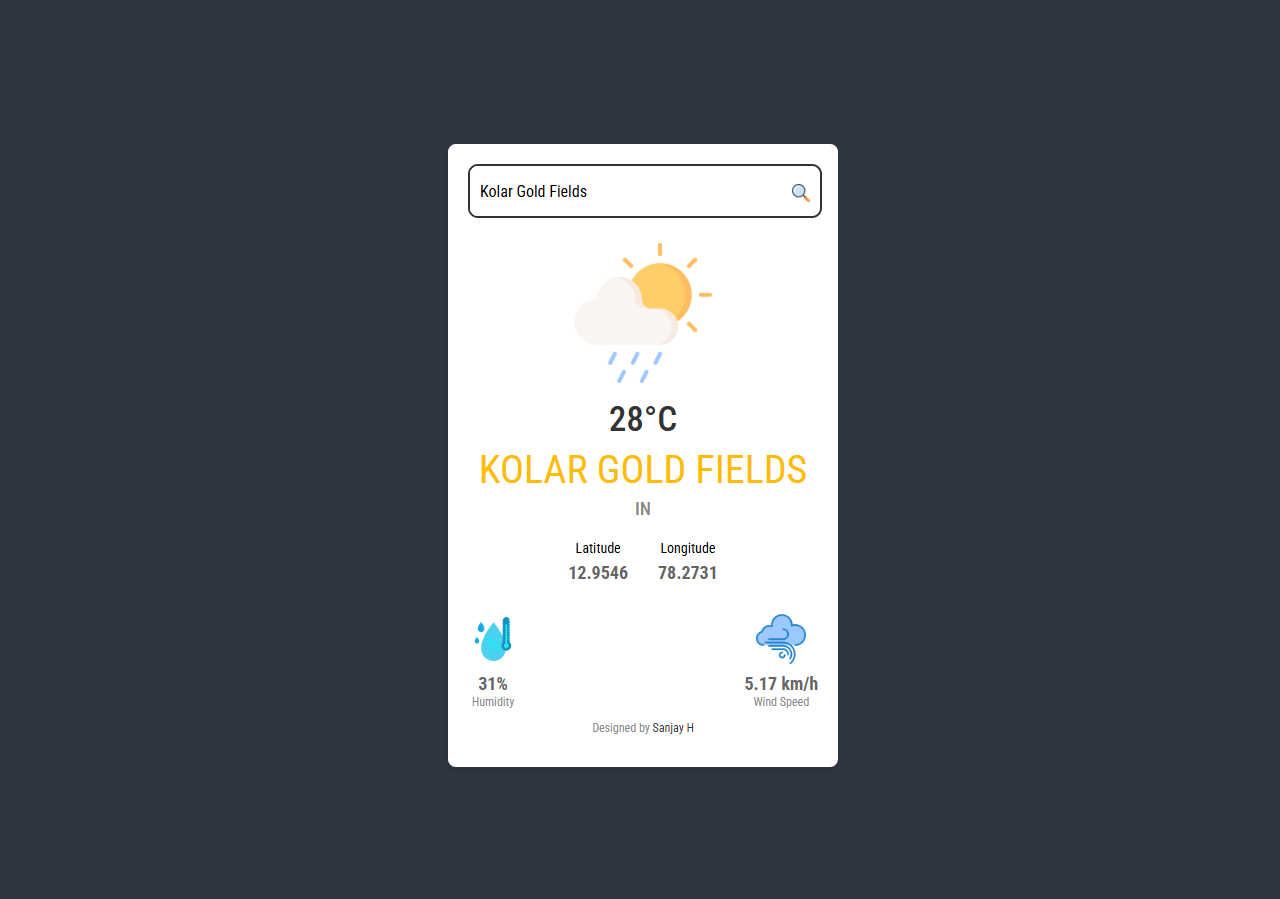 Kolar Gold Fields
28°C
KOLAR GOLD FIELDS
IN
Latitude Longitude
12.9546 78.2731
31% 5.17 km/h
Humidity Wind Speed
Designed by Sanjay H